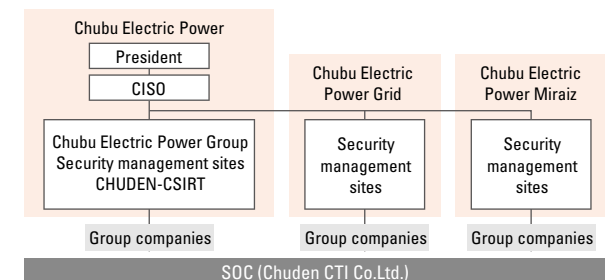 Chubu Electric Power
President
CISO
Chubu Electric Power Group
Security management sites
CHUDEN-CSIRT
Group companies
Chubu Electric
Power Grid
Security
management
sites
Group companies
Chubu Electric
Power Miraiz
Security
management
sites
Group companies
SOC (Chuden CTI Co.Ltd.)